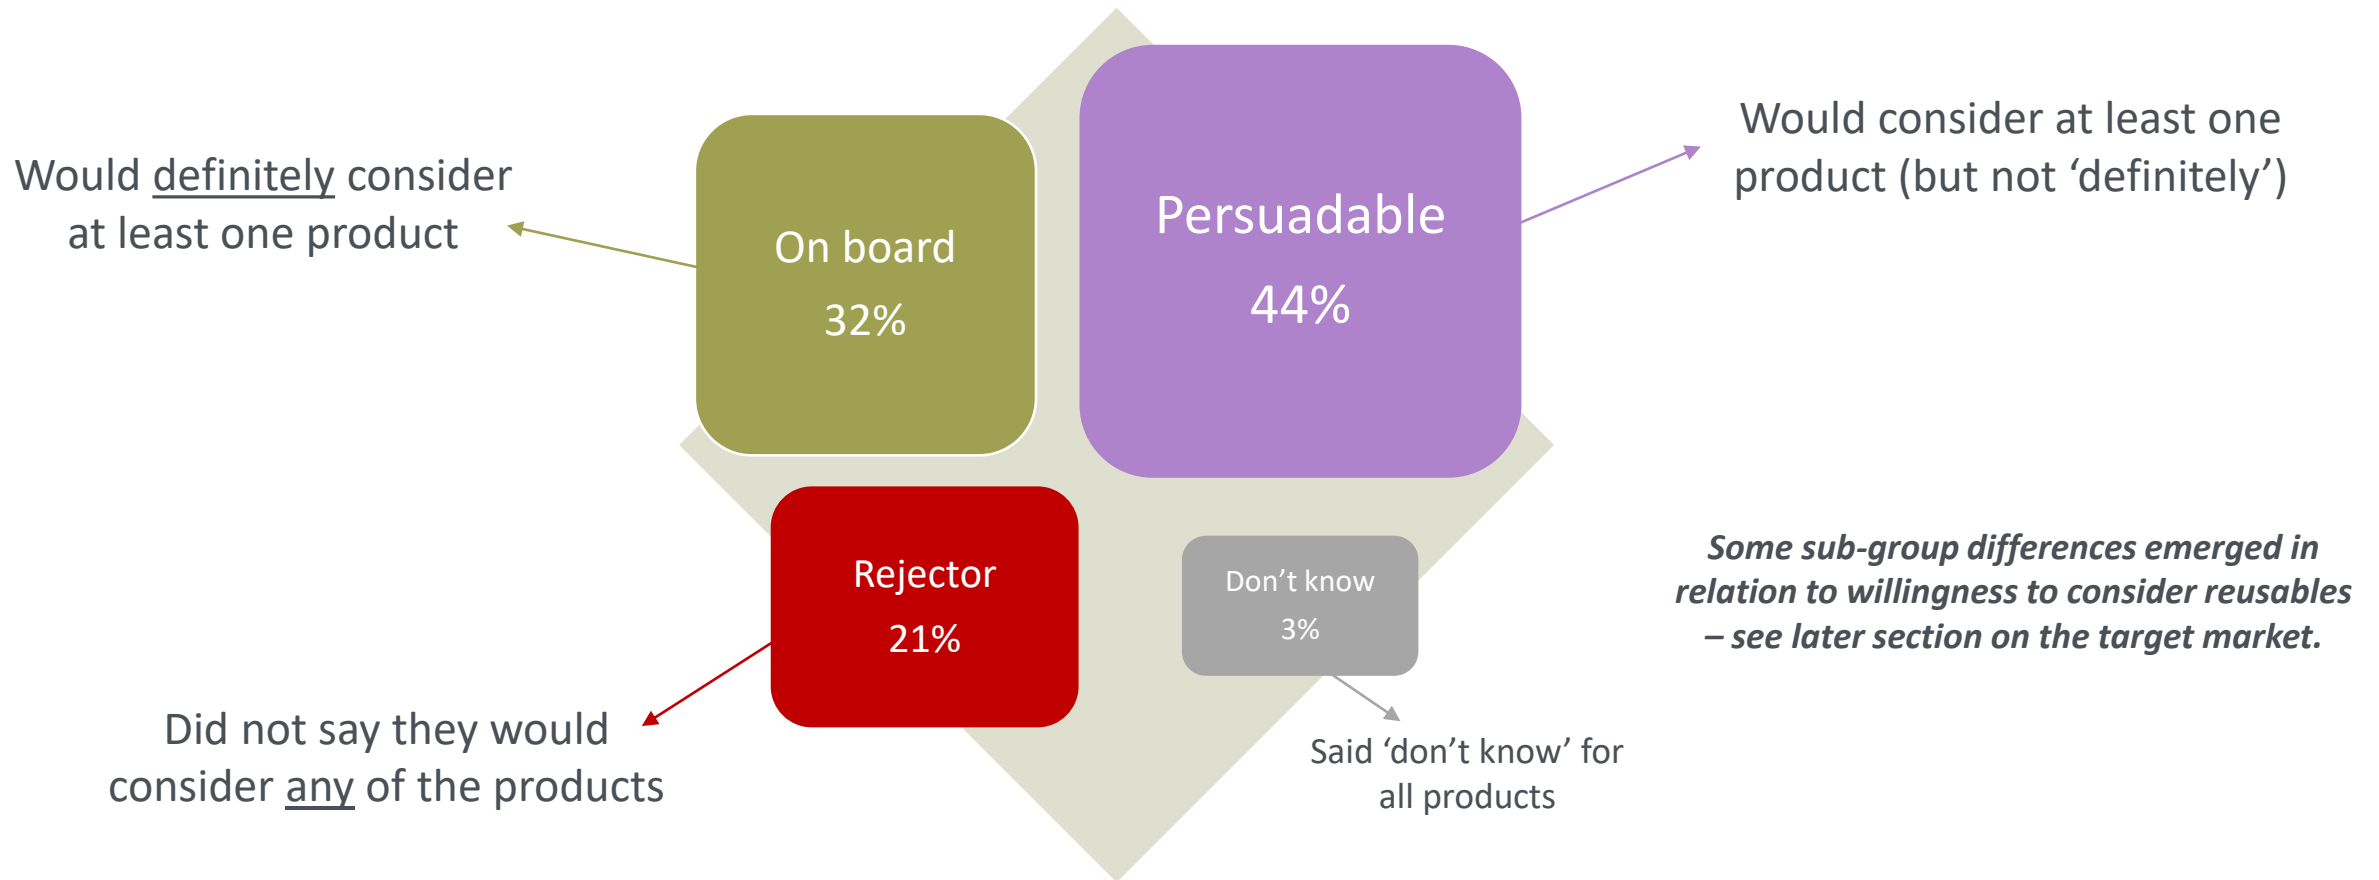 Would definitely consider
at least one product
On board
32%
Persuadable
44%
Would consider at least one
product (but not ‘definitely’)
Rejector
21%
Don’t know
3%
Some sub-group differences emerged in
relation to willingness to consider reusables
– see later section on the target market.
Did not say they would
consider any of the products
Said ‘don’t know’ for
all products